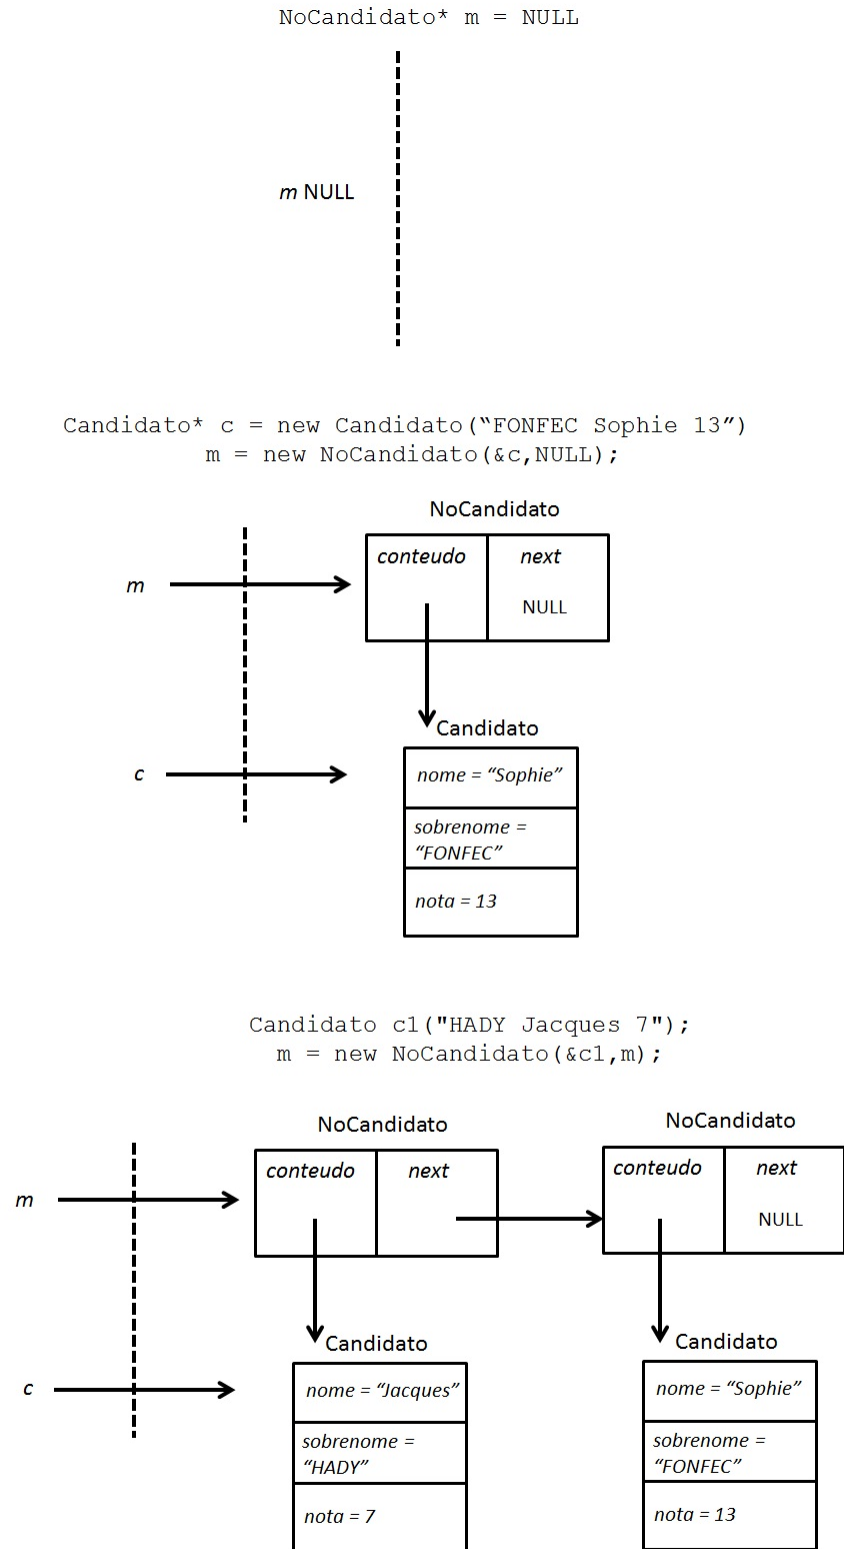 NoCandidato* m = NULL
m NULL
Candidato* c = new Candidato(“FONFEC Sophie 13”)
m = new NoCandidato(&c,NULL);
NoCandidato
conteudo next
m
NULL
Candidato
c
nome = “Sophie”
sobrenome =
“FONFEC”
nota = 13
Candidato c1("HADY Jacques 7");
m = new NoCandidato(&c1,m);
NoCandidato NoCandidato
conteudo next conteudo next
m
NULL
Candidato Candidato
c
nome = “Jacques” nome = “Sophie”
sobrenome = sobrenome =
“HADY” “FONFEC”
nota = 7 nota = 13